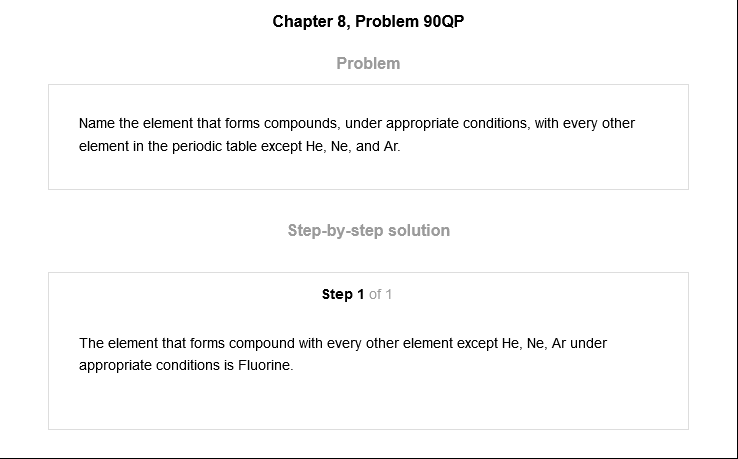 Chapter 8, Problem 90QP
Problem
Name the element that forms compounds, under appropriate conditions, with every other
element in the periodic table except He, Ne, and Ar.
Step-by-step solution
Step 1 of 1
The element that forms compound with every other element except He, Ne, Ar under
appropriate conditions is Fluorine.